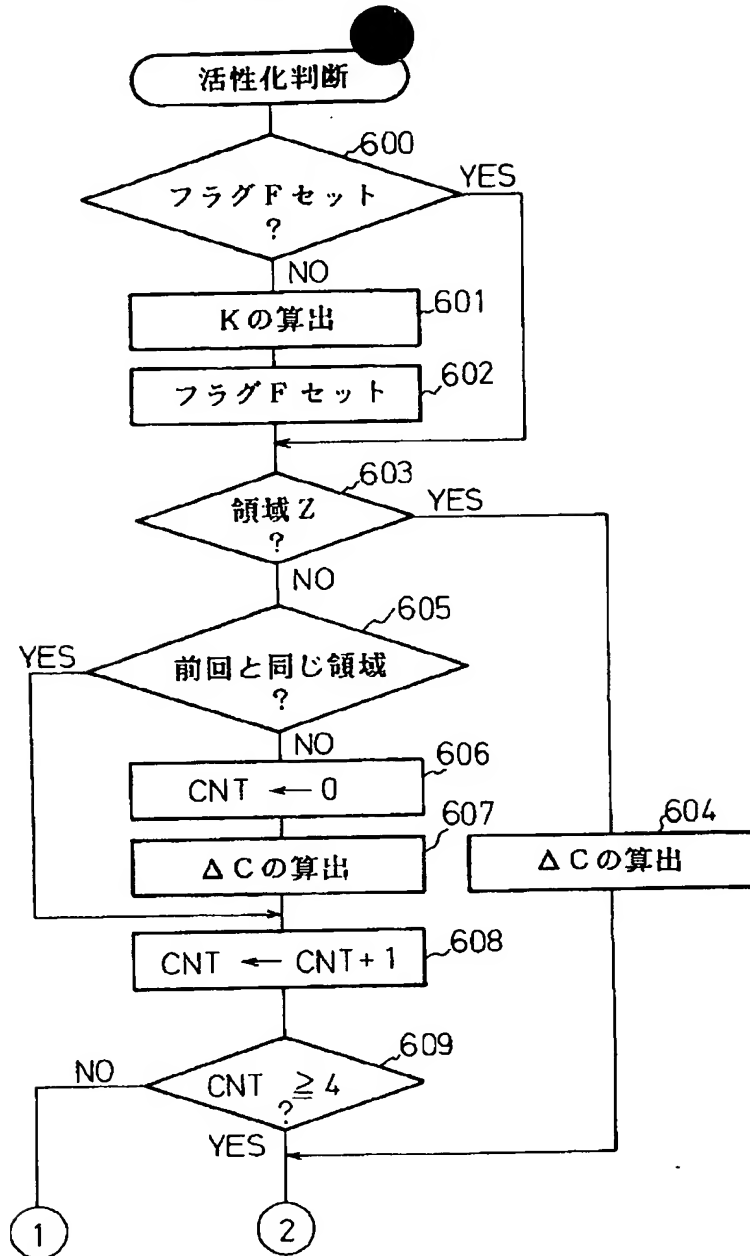 活性化判断
600
フラグFセット
?
YES
NO
Kの算出
601
フラグFセット
602
603
領域Z
?
YES
NO
605
YES
前回と同じ領域
?
NO
606
CNT ← 0
607
ΔCの算出
604
ΔCの算出
608
CNT ← CNT+1
609
NO
CNT ≧ 4
?
YES
1
2